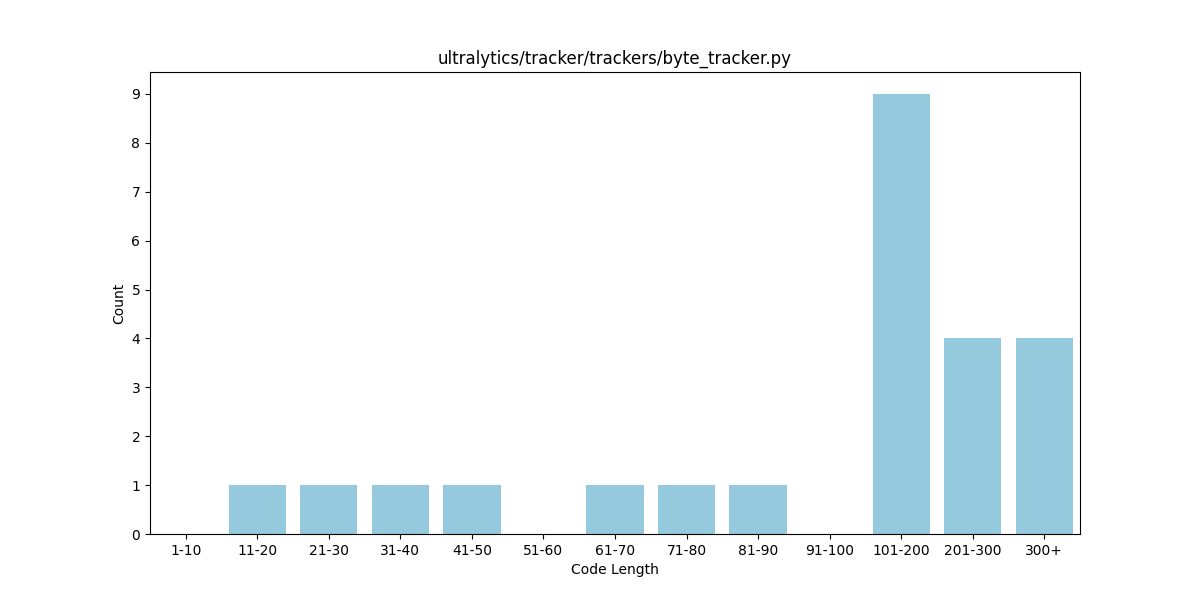 ultralytics/tracker/trackers/byte_tracker.py
9
8
7
6
5
4
3
2
1
0
Count
1-10 11-20 21-30 31-40 41-50 51-60 61-70 71-80 81-90 91-100 101-200 201-300 300+
Code Length